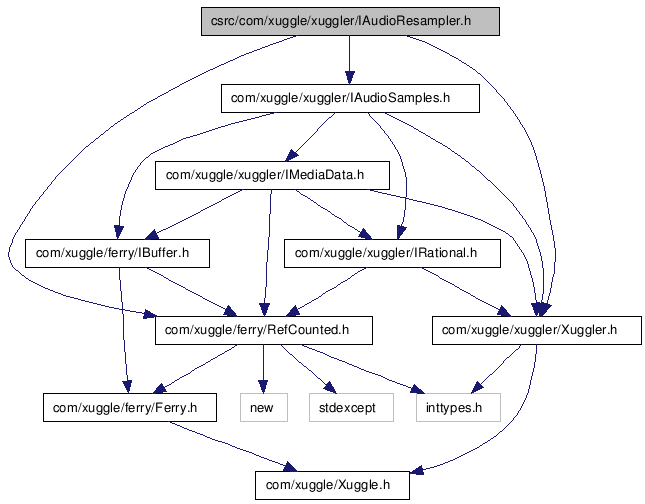 csrc/com/xuggle/xuggler/IAudioResampler.h
com/xuggle/xuggler/IAudioSamples.h
com/xuggle/xuggler/IMediaData.h
com/xuggle/ferry/IBuffer.h
com/xuggle/xuggler/IRational.h
com/xuggle/ferry/RefCounted.h
com/xuggle/xuggler/Xuggler.h
com/xuggle/ferry/Ferry.h
new
stdexcept
inttypes.h
com/xuggle/Xuggle.h